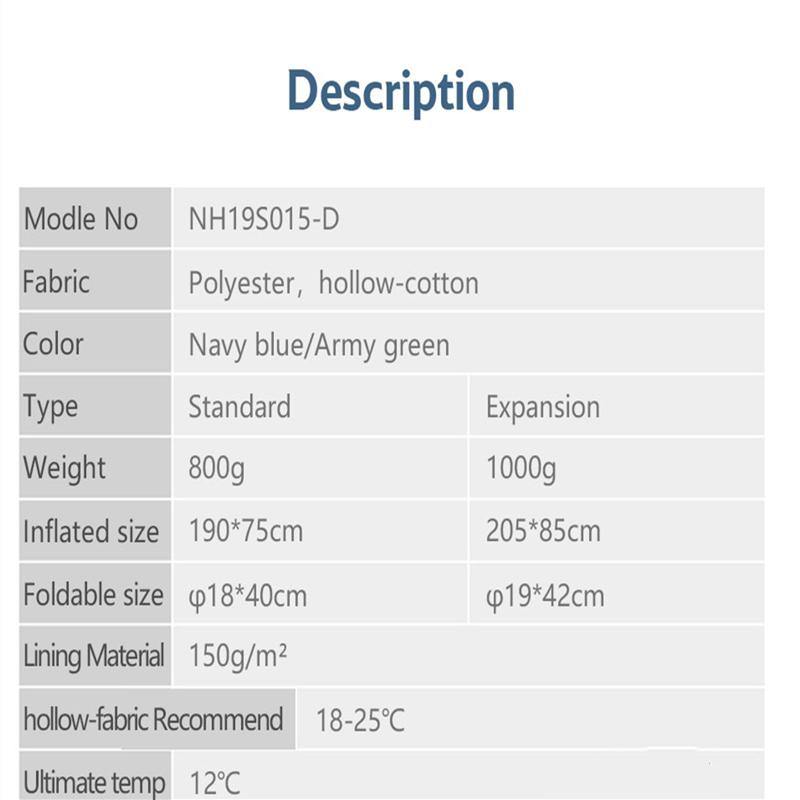 Description
Modle No NH19S015-D
Fabric Polyester, hollow-cotton
Color Navy blue/Army green
Type Standard Expansion
Weight 800g 1000g
Inflated size 190*75cm 205*85cm
Foldable size φ18*40cm φ19*42cm
Lining Material 150g/m²
hollow-fabric Recommend 18-25℃
Ultimate temp 12℃